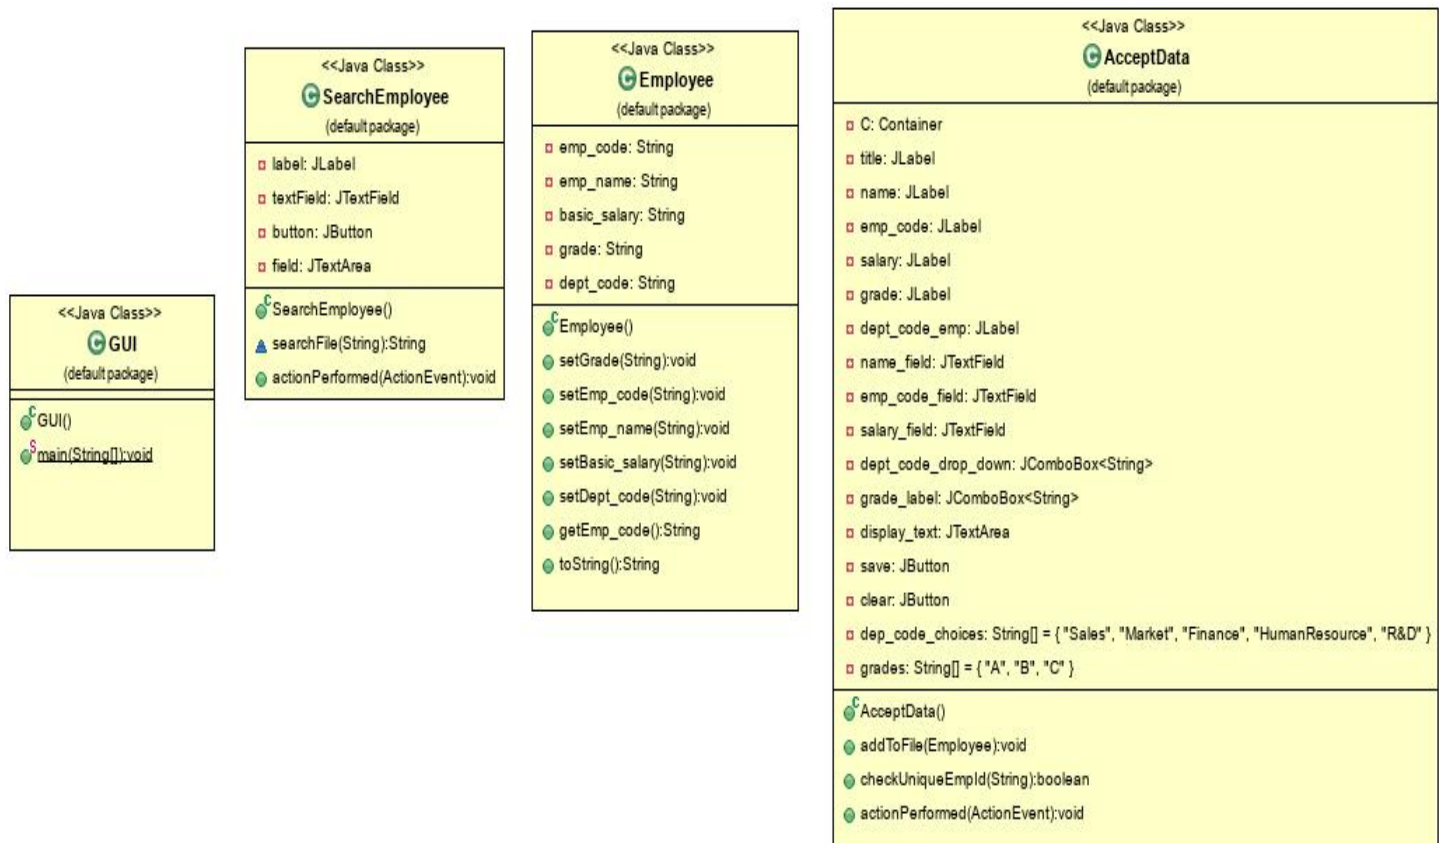 <<Java Class>>
GUI
(default package)
GUI()
main(String[]):void
<<Java Class>>
SearchEmployee
(default package)
label: JLabel
textField: JTextField
button: JButton
field: JTextArea
SearchEmployee()
searchFile(String):String
actionPerformed(ActionEvent):void
<<Java Class>>
Employee
(default package)
emp_code: String
emp_name: String
basic_salary: String
grade: String
dept_code: String
Employee()
setGrade(String):void
setEmp_code(String):void
setEmp_name(String):void
setBasic_salary(String):void
setDept_code(String):void
getEmp_code():String
toString():String
<<Java Class>>
AcceptData
(default package)
C: Container
title: JLabel
name: JLabel
emp_code: JLabel
salary: JLabel
grade: JLabel
dept_code_emp: JLabel
name_field: JTextField
emp_code_field: JTextField
salary_field: JTextField
dept_code_drop_down: JComboBox<String>
grade_label: JComboBox<String>
display_text: JTextArea
save: JButton
clear: JButton
dep_code_choices: String[] = { "Sales", "Market", "Finance", "HumanResource", "R&D" }
grades: String[] = { "A", "B", "C" }
AcceptData()
addToFile(Employee):void
checkUniqueEmpId(String):boolean
actionPerformed(ActionEvent):void